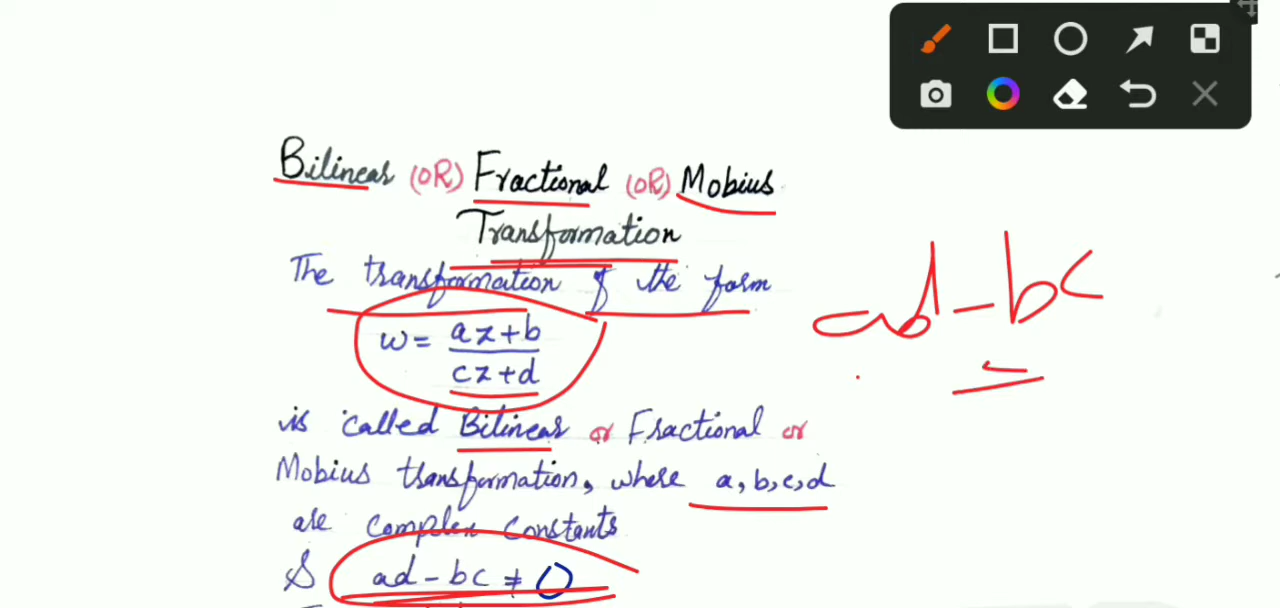 Bilinear (OR) Fractional (OR) Mobius
Transformation
The transformation of the form
w = az+b
cz+d
ad-bc
is called Bilinear or Fractional or
Mobius transformation, where a,b,c,d
are complex constants
& ad-bc ≠ 0